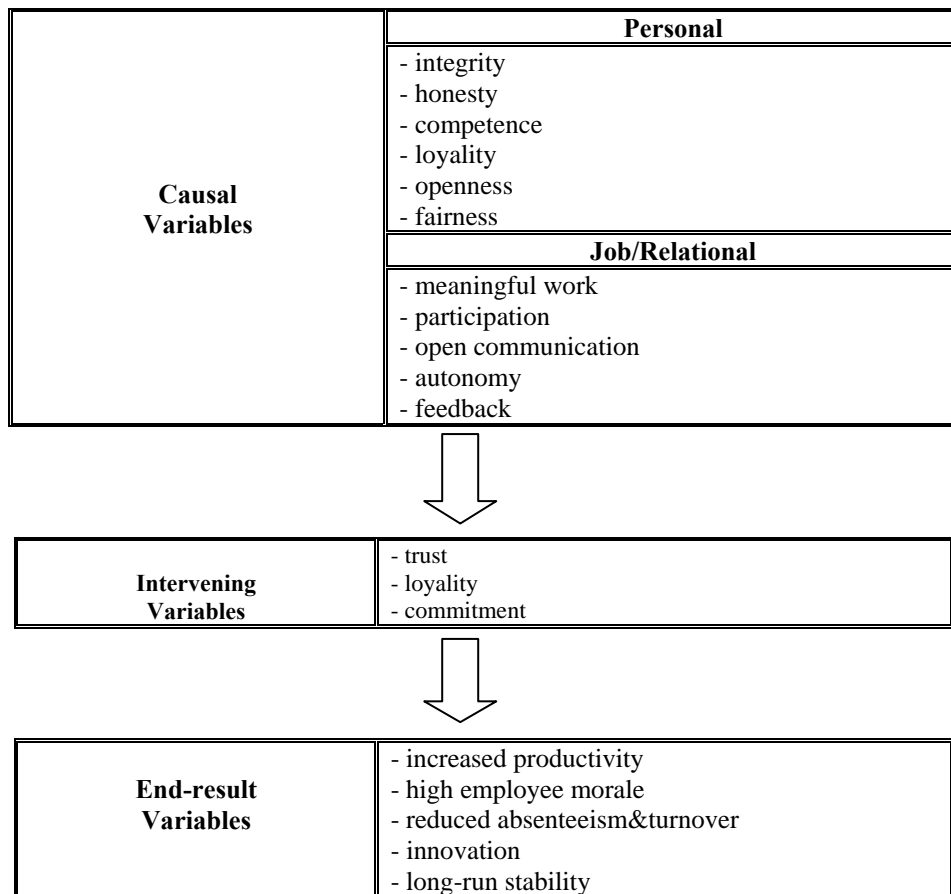 Personal
- integrity
- honesty
- competence
- loyality
- openness
- fairness
Causal
Variables
Job/Relational
- meaningful work
- participation
- open communication
- autonomy
- feedback
Intervening
Variables
- trust
- loyality
- commitment
End-result
Variables
- increased productivity
- high employee morale
- reduced absenteeism&turnover
- innovation
- long-run stability